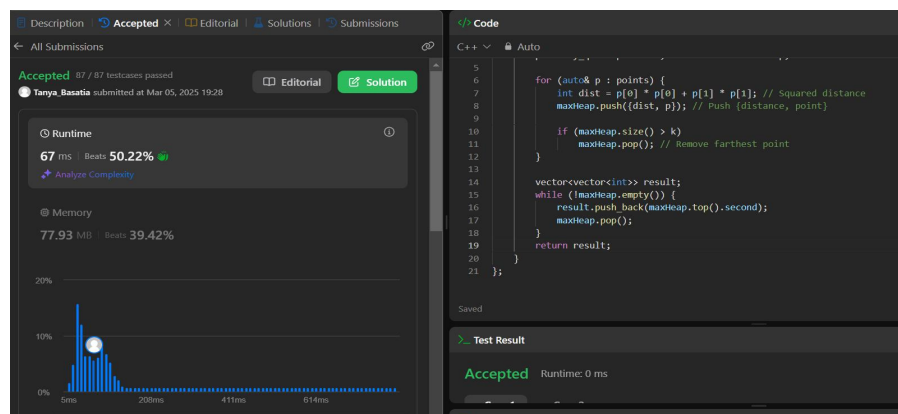 Description
Accepted ×
Editorial
Solutions
Submissions
← All Submissions
Accepted 87 / 87 testcases passed
Tanya_Basatia submitted at Mar 05, 2025 19:28
Editorial
Solution
Runtime
67 ms Beats 50.22%
Analyze Complexity
Memory
77.93 MB Beats 39.42%
20%
10%
0%
5ms 208ms 411ms 614ms
</> Code
C++ Auto
5
6 for (auto& p : points) {
7 int dist = p[0] * p[0] + p[1] * p[1]; // Squared distance
8 maxHeap.push({dist, p}); // Push {distance, point}
9
10 if (maxHeap.size() > k)
11 maxHeap.pop(); // Remove farthest point
12 }
13
14 vector<vector<int>> result;
15 while (!maxHeap.empty()) {
16 result.push_back(maxHeap.top().second);
17 maxHeap.pop();
18 }
19 return result;
20 }
21 };
Saved
>_ Test Result
Accepted Runtime: 0 ms